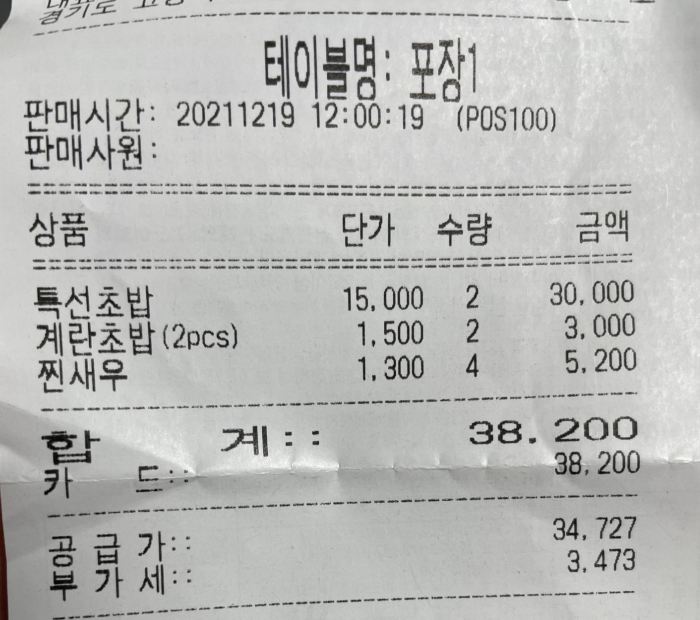 경기도
테이블명: 포장1
판매시간: 20211219 12:00:19 (POS100)
판매사원:
상품 단가 수량 금액
특선초밥 15,000 2 30,000
계란초밥(2pcs) 1,500 2 3,000
찐새우 1,300 4 5,200
합 계:: 38.200
카 드:: 38,200
공 급 가:: 34,727
부 가 세:: 3,473